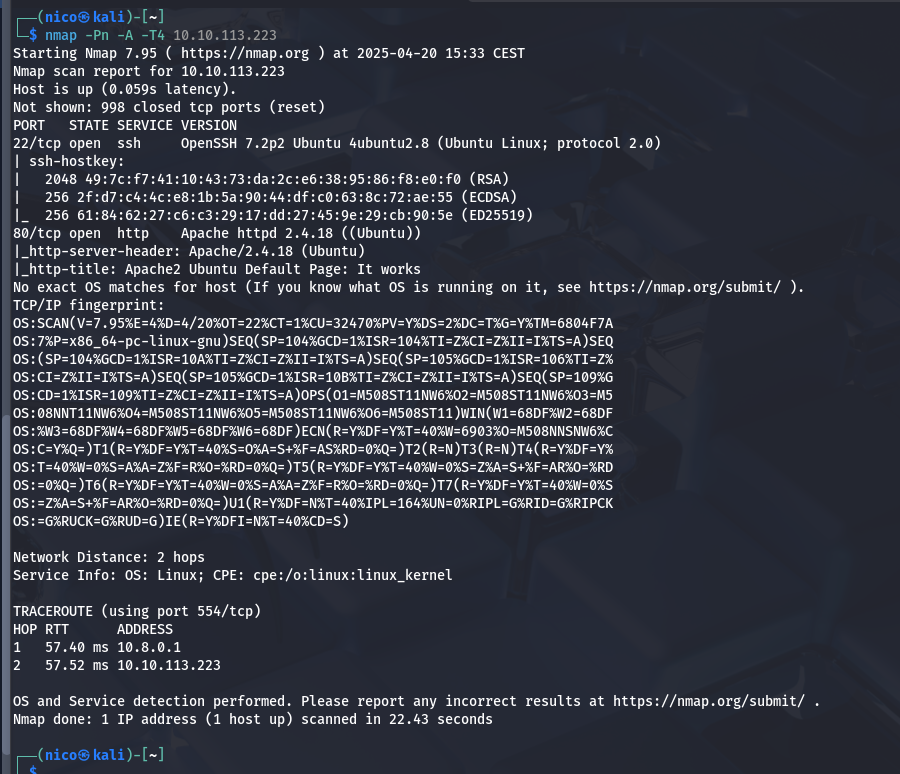 ┌──(nico㉿kali)-[~]
└─$ nmap -Pn -A -T4 10.10.113.223
Starting Nmap 7.95 ( https://nmap.org ) at 2025-04-20 15:33 CEST
Nmap scan report for 10.10.113.223
Host is up (0.059s latency).
Not shown: 998 closed tcp ports (reset)
PORT   STATE SERVICE VERSION
22/tcp open  ssh     OpenSSH 7.2p2 Ubuntu 4ubuntu2.8 (Ubuntu Linux; protocol 2.0)
| ssh-hostkey:
|   2048 49:7c:f7:41:10:43:73:da:2c:e6:38:95:86:f8:e0:f0 (RSA)
|   256 2f:d7:c4:4c:e8:1b:5a:90:44:df:c0:63:8c:72:ae:55 (ECDSA)
|_  256 61:84:62:27:c6:c3:29:17:dd:27:45:9e:29:cb:90:5e (ED25519)
80/tcp open  http    Apache httpd 2.4.18 ((Ubuntu))
|_http-server-header: Apache/2.4.18 (Ubuntu)
|_http-title: Apache2 Ubuntu Default Page: It works
No exact OS matches for host (If you know what OS is running on it, see https://nmap.org/submit/ ).
TCP/IP fingerprint:
OS:SCAN(V=7.95%E=4%D=4/20%OT=22%CT=1%CU=32470%PV=Y%DS=2%DC=T%G=Y%TM=6804F7A
OS:7%P=x86_64-pc-linux-gnu)SEQ(SP=104%GCD=1%ISR=104%TI=Z%CI=Z%II=I%TS=A)SEQ
OS:(SP=104%GCD=1%ISR=10A%TI=Z%CI=Z%II=I%TS=A)SEQ(SP=105%GCD=1%ISR=106%TI=Z%
OS:CI=Z%II=I%TS=A)SEQ(SP=105%GCD=1%ISR=10B%TI=Z%CI=Z%II=I%TS=A)SEQ(SP=109%G
OS:CD=1%ISR=109%TI=Z%CI=Z%II=I%TS=A)OPS(O1=M508ST11NW6%O2=M508ST11NW6%O3=M5
OS:08NNT11NW6%O4=M508ST11NW6%O5=M508ST11NW6%O6=M508ST11)WIN(W1=68DF%W2=68DF
OS:%W3=68DF%W4=68DF%W5=68DF%W6=68DF)ECN(R=Y%DF=Y%T=40%W=6903%O=M508NNSNW6%C
OS:C=Y%Q=)T1(R=Y%DF=Y%T=40%S=O%A=S+%F=AS%RD=0%Q=)T2(R=N)T3(R=N)T4(R=Y%DF=Y%
OS:T=40%W=0%S=A%A=Z%F=R%O=%RD=0%Q=)T5(R=Y%DF=Y%T=40%W=0%S=Z%A=S+%F=AR%O=%RD
OS:=0%Q=)T6(R=Y%DF=Y%T=40%W=0%S=A%A=Z%F=R%O=%RD=0%Q=)T7(R=Y%DF=Y%T=40%W=0%S
OS:=Z%A=S+%F=AR%O=%RD=0%Q=)U1(R=Y%DF=N%T=40%IPL=164%UN=0%RIPL=G%RID=G%RIPCK
OS:=G%RUCK=G%RUD=G)IE(R=Y%DFI=N%T=40%CD=S)
Network Distance: 2 hops
Service Info: OS: Linux; CPE: cpe:/o:linux:linux_kernel
TRACEROUTE (using port 554/tcp)
HOP RTT      ADDRESS
1   57.40 ms 10.8.0.1
2   57.52 ms 10.10.113.223
OS and Service detection performed. Please report any incorrect results at https://nmap.org/submit/ .
Nmap done: 1 IP address (1 host up) scanned in 22.43 seconds
┌──(nico㉿kali)-[~]
└─$